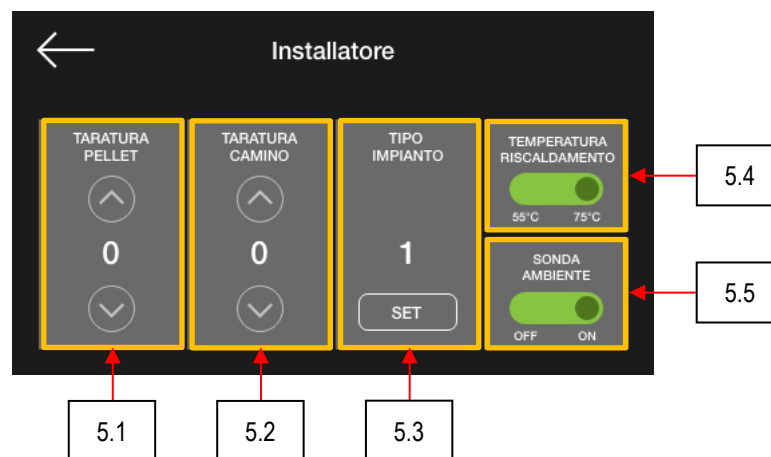 Installatore
TARATURA
PELLET
0
TARATURA
CAMINO
0
TIPO
IMPIANTO
1
SET
TEMPERATURA
RISCALDAMENTO
55°C 75°C
SONDA
AMBIENTE
OFF ON
5.4
5.5
5.1 5.2 5.3